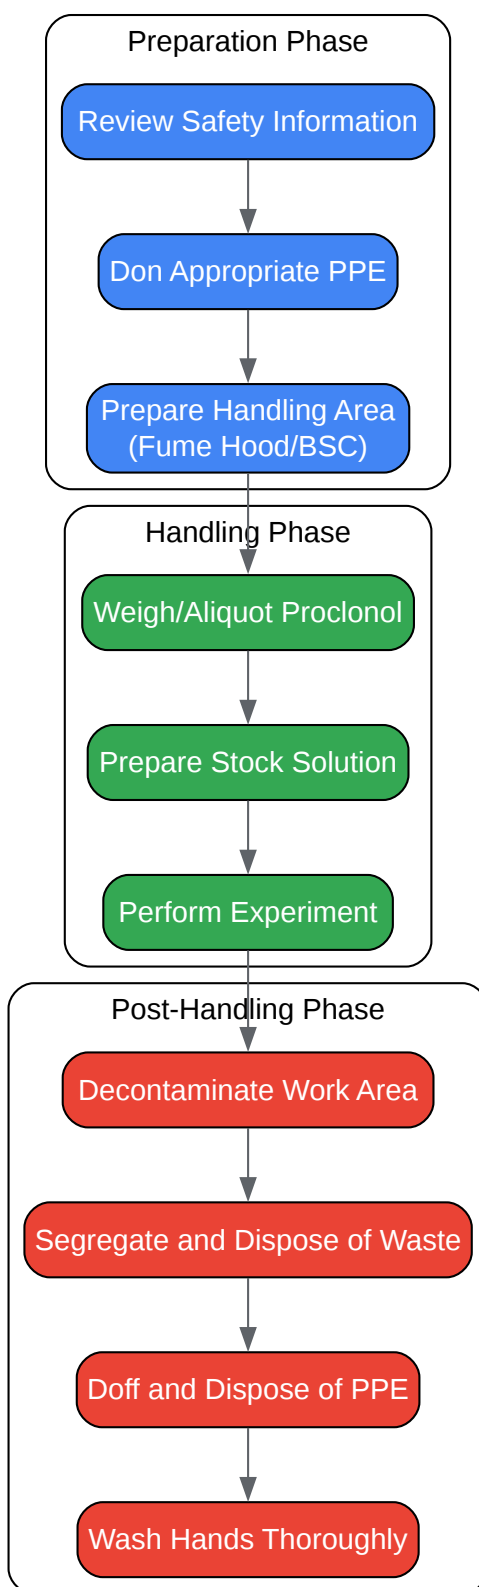 Preparation Phase
Review Safety Information
Don Appropriate PPE
Prepare Handling Area
(Fume Hood/BSC)
Handling Phase
Weigh/Aliquot Proclonol
Prepare Stock Solution
Perform Experiment
Post-Handling Phase
Decontaminate Work Area
Segregate and Dispose of Waste
Doff and Dispose of PPE
Wash Hands Thoroughly